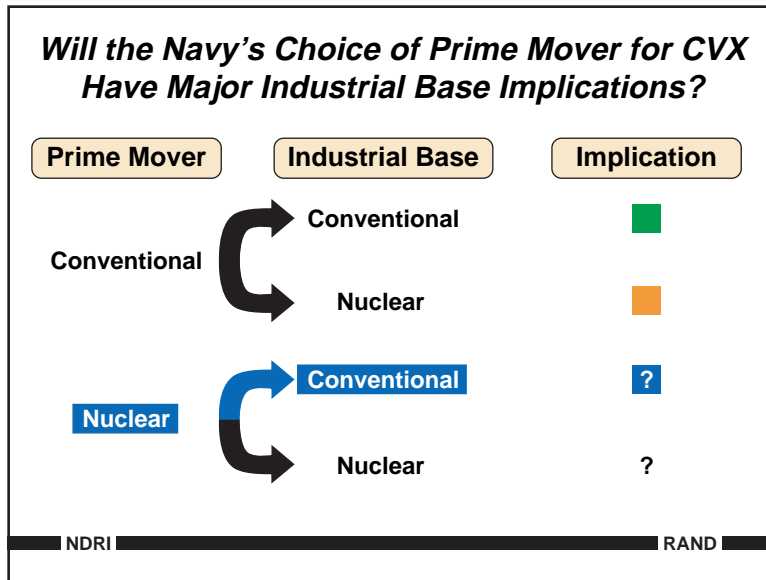 Will the Navy's Choice of Prime Mover for CVX
Have Major Industrial Base Implications?
Prime Mover Industrial Base Implication
Conventional
Conventional
Nuclear
Nuclear
Conventional ?
Nuclear ?
NDRI RAND